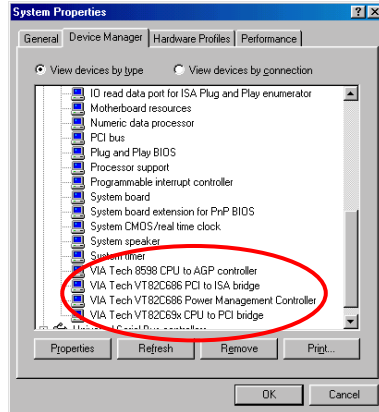 System Properties
General Device Manager Hardware Profiles Performance
View devices by type View devices by connection
IO read data port for ISA Plug and Play enumerator
Motherboard resources
Numeric data processor
PCI bus
Plug and Play BIOS
Processor support
Programmable interrupt controller
System board
System board extension for PnP BIOS
System CMOS/real time clock
System speaker
System timer
VIA Tech 8598 CPU to AGP controller
VIA Tech VT82C686 PCI to ISA bridge
VIA Tech VT82C686 Power Management Controller
VIA Tech VT82C69x CPU to PCI bridge
Universal Serial Bus controllers
Properties Refresh Remove Print...
OK Cancel